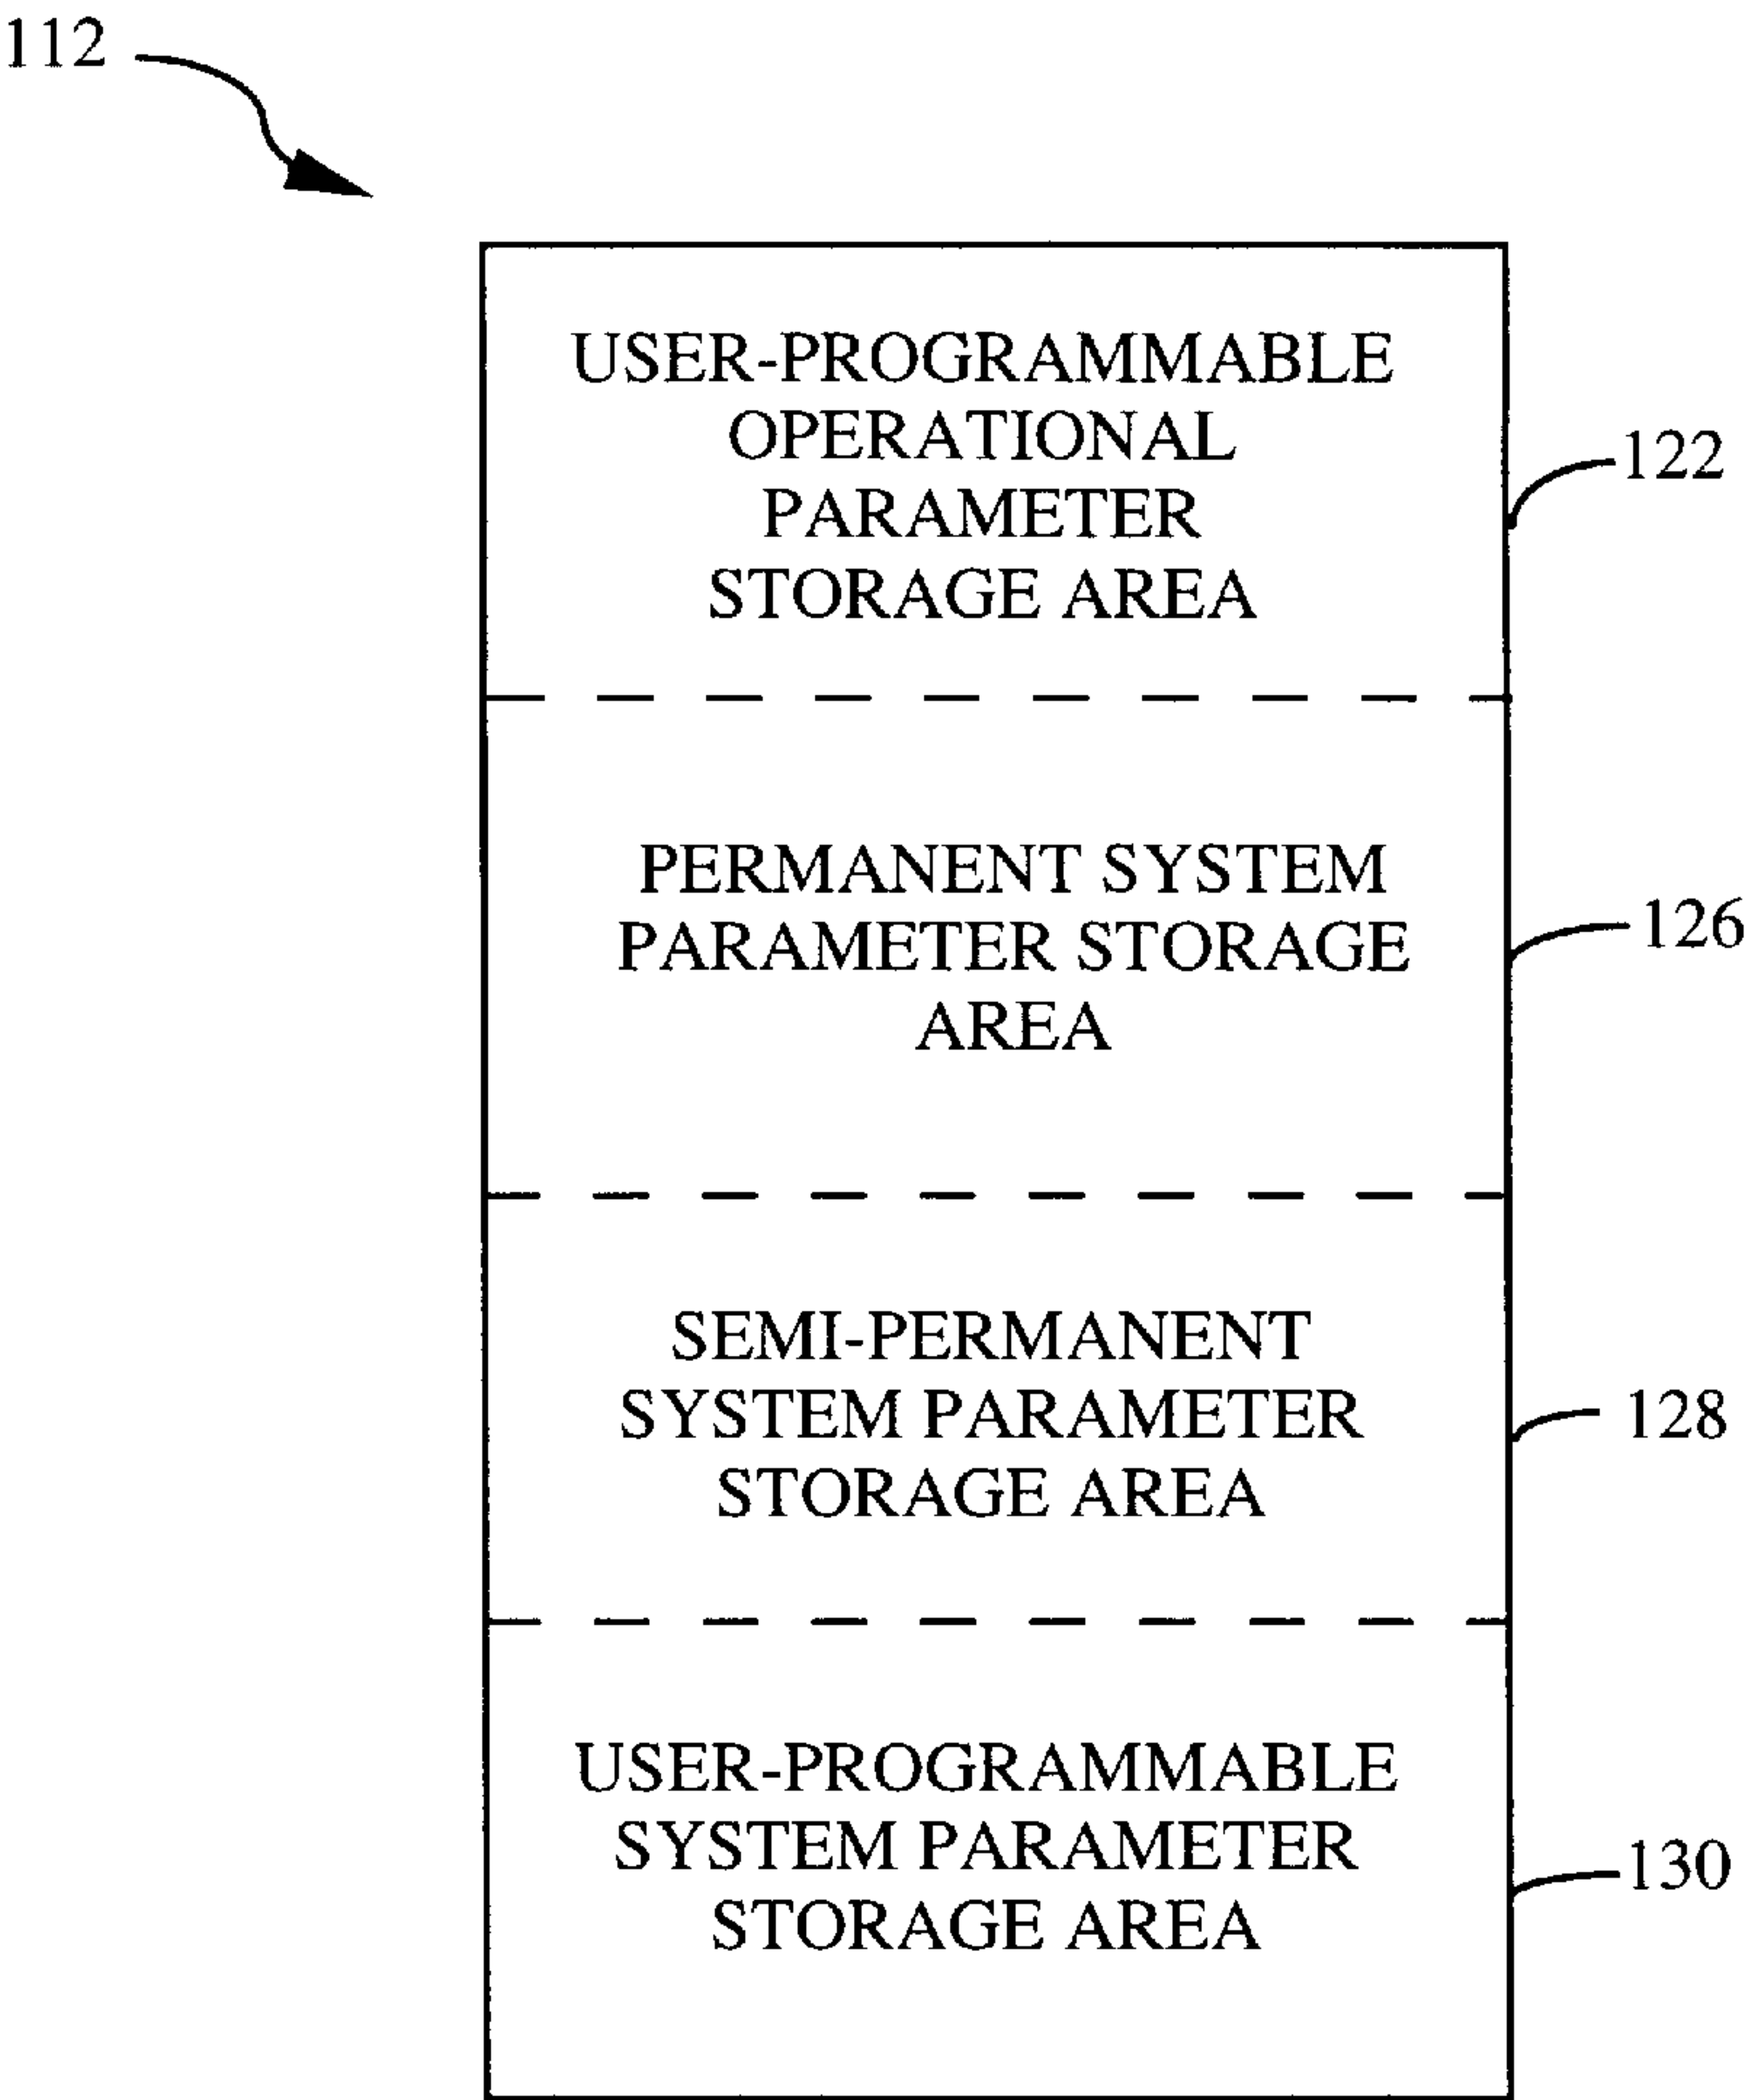 112
USER-PROGRAMMABLE
OPERATIONAL
PARAMETER
STORAGE AREA
122
PERMANENT SYSTEM
PARAMETER STORAGE
AREA
126
SEMI-PERMANENT
SYSTEM PARAMETER
STORAGE AREA
128
USER-PROGRAMMABLE
SYSTEM PARAMETER
STORAGE AREA
130